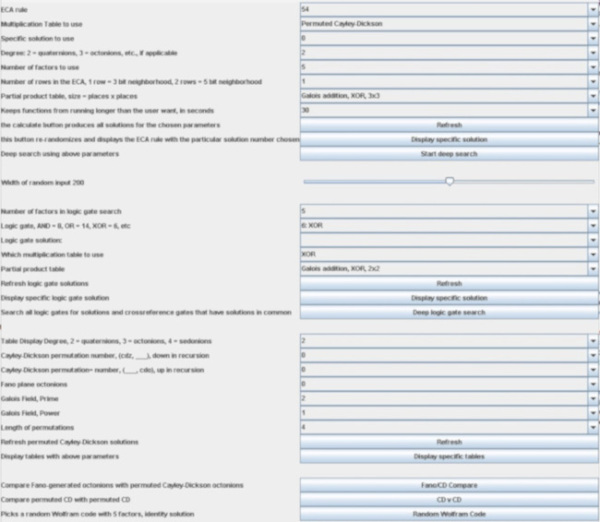 ECA rule 54
Multiplication Table to use Permuted Cayley-Dickson
Specific solution to use 0
Degree: 2 = quaternions, 3 = octonions, etc., if applicable 2
Number of factors to use 5
Number of rows in the ECA, 1 row = 3 bit neighborhood, 2 rows = 5 bit neighborhood 1
Partial product table, size = places x places Galois addition, XOR, 3x3
Keeps functions from running longer than the user want, in seconds 30
the calculate button produces all solutions for the chosen parameters Refresh
this button re randomizes and displays the ECA rule with the particular solution number chosen Display specific solution
Deep search using above parameters Start deep search
Width of random input 200
Number of factors in logic gate search 5
Logic gate, AND = 8, OR = 14, XOR = 6, etc 6: XOR
Logic gate solution:
Which multiplication table to use XOR
Partial product table Galois addition, XOR, 2x2
Refresh logic gate solutions Refresh
Display specific logic gate solution Display specific solution
Search all logic gates for solutions and crossreference gates that have solutions in common Deep logic gate search
Table Display Degree, 2 = quaternions, 3 = octonions, 4 = sedonions 2
Cayley-Dickson permutation number, (cdz, ___), down in recursion 0
Cayley-Dickson permutation= number, (___, cdo), up in recursion 0
Fano plane octonions 0
Galois Field, Prime 2
Galois Field, Power 1
Length of permutations 4
Refresh permuted Cayley-Dickson solutions Refresh
Display tables with above parameters Display specific tables
Compare Fano-generated octonions with permuted Cayley-Dickson octonions Fano/CD Compare
Compare permuted CD with permuted CD CD v CD
Picks a random Wolfram code with 5 factors, identity solution Random Wolfram Code